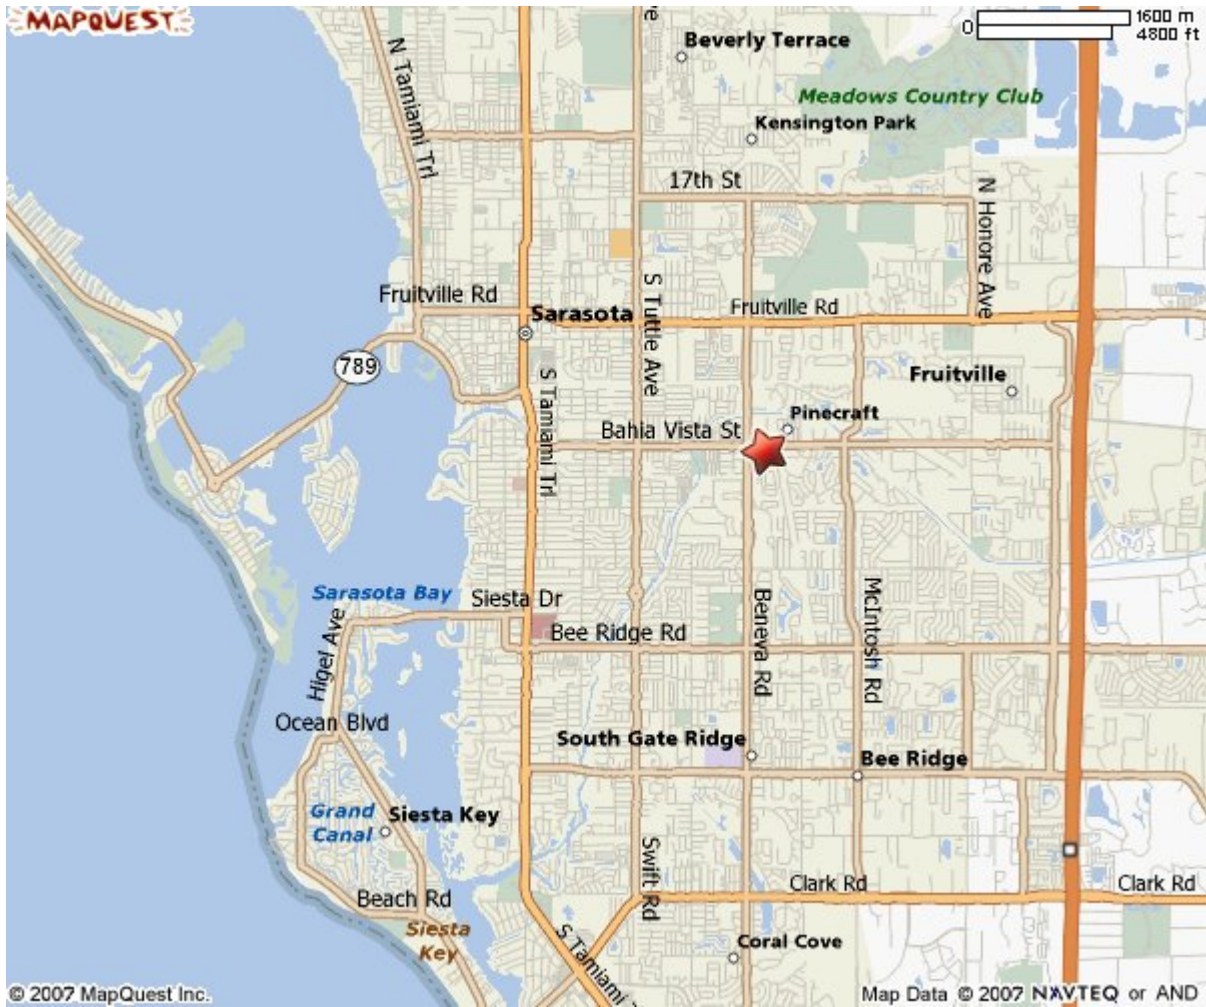 MAPQUEST.
0
1600 m
4800 ft
N Tamiami Trl
Beverly Terrace
Meadows Country Club
Kensington Park
17th St
N Honore Ave
S Tuttle Ave
Fruitville Rd
Sarasota
Fruitville Rd
789
S Tamiami Trl
Fruitville
Pinecraft
Bahia Vista St
Sarasota Bay
Siesta Dr
Higel Ave
Bee Ridge Rd
Beneva Rd
McIntosh Rd
Ocean Blvd
South Gate Ridge
Bee Ridge
Grand
Canal
Siesta Key
Swift Rd
Clark Rd
Clark Rd
Beach Rd
Siesta
Key
S Tamiami T
Coral Cove
© 2007 MapQuest Inc.
Map Data © 2007 NAVTEQ or AND